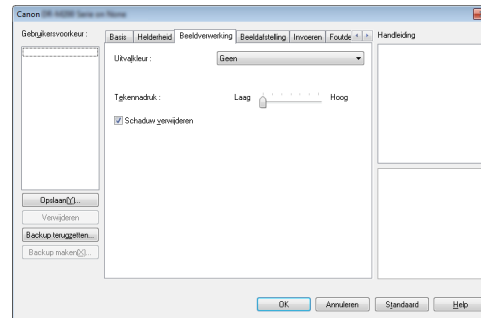 Canon
Gebruikersvoorkeur :
Opslaan(Y)...
Verwijderen
Backup terugzetten...
Backup maken(X)...
Basis Helderheid Beeldverwerking Beeldafstelling Invoeren Foutde
Uitvalkleur : Geen
Tekennadruk : Laag Hoog
Schaduw verwijderen
Handleiding
OK Annuleren Standaard Help